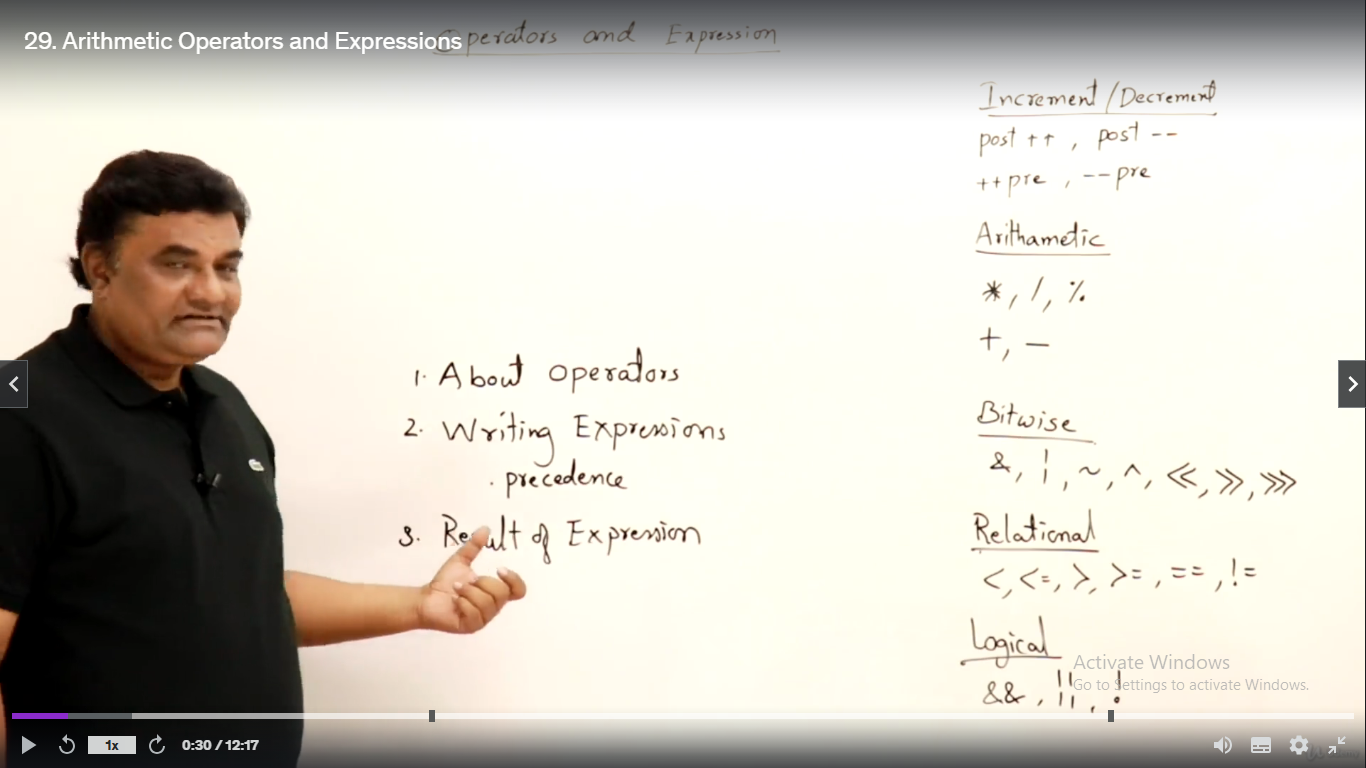 29. Arithmetic Operators and Expressions
Operators and Expression
Increment / Decrement
post ++ , post --
++pre , --pre
Arithametic
* , / , %
+ , -
1. About Operators
2. Writing Expressions
. precedence
3. Result of Expression
Bitwise
& , ¦ , ~ , ^ , << , >> , >>>
Relational
< , <= , > , >= , == , !=
Logical
&& , ¦¦ , !
Activate Windows
Go to Settings to activate Windows.
1x
0:30 / 12:17